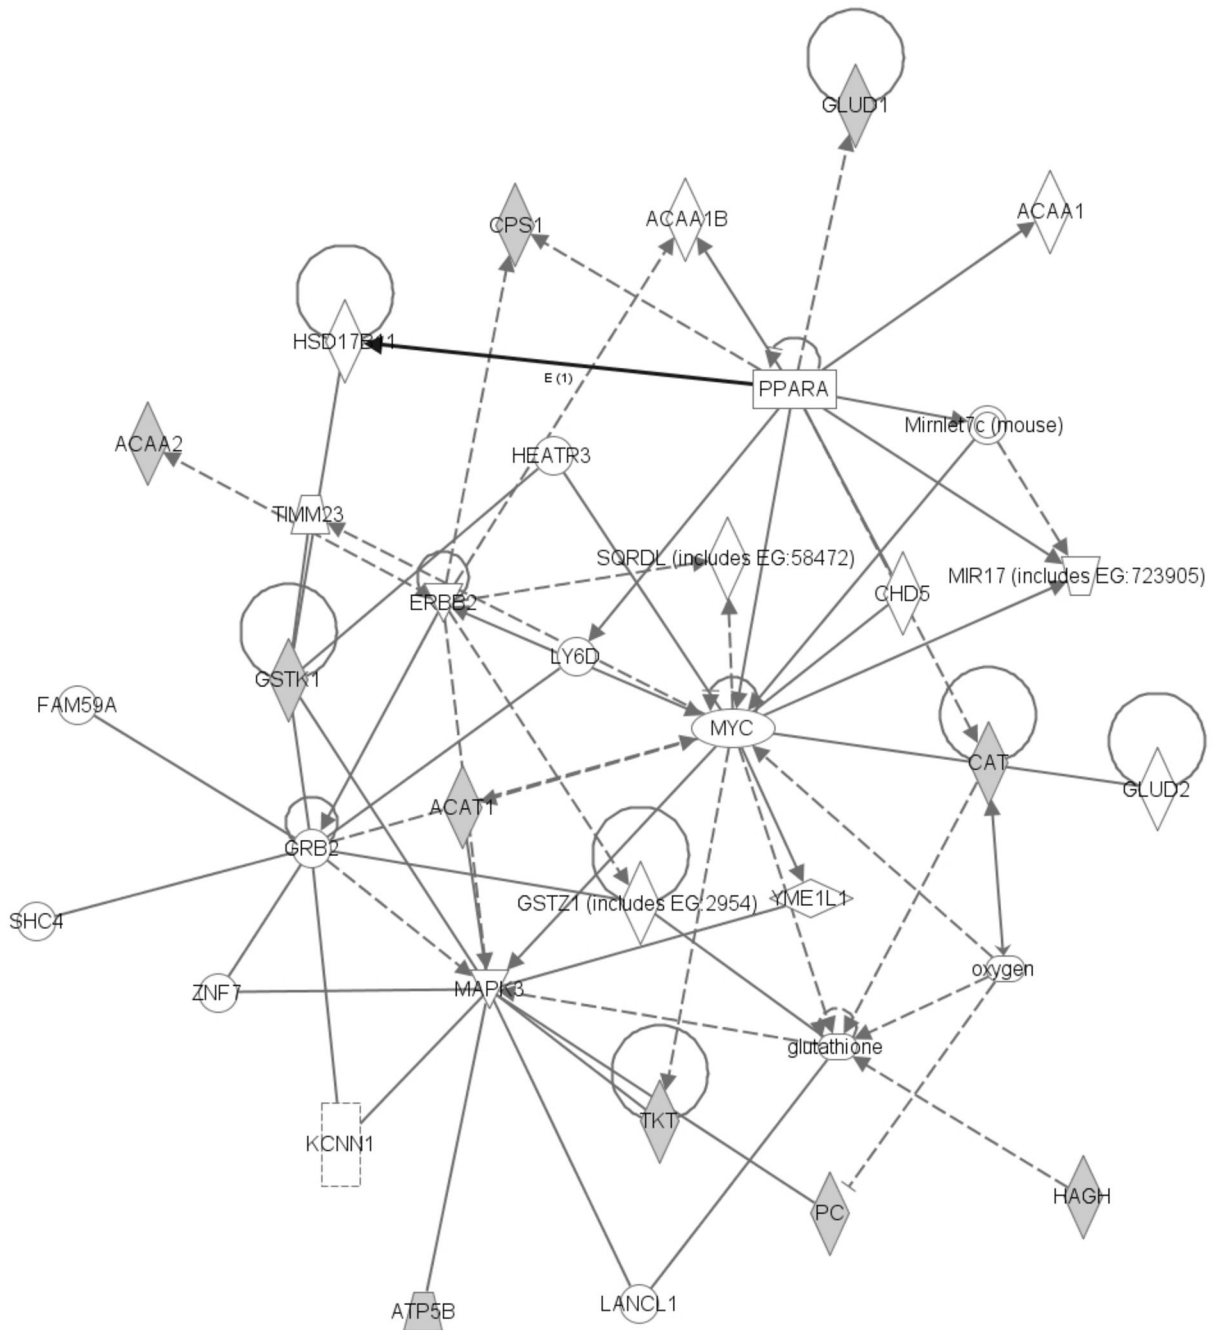 GLUD1
CPS1
ACAA1B
ACAA1
HSD17B11
E (1)
PPARA
Mirnlet7c (mouse)
ACAA2
HEATR3
TIMM23
SQRDL (includes EG:58472)
MIR17 (includes EG:723905)
CHD5
ERBB2
LY6D
GSTK1
FAM59A
MYC
CAT
GLUD2
ACAT1
GRB2
GSTZ1 (includes EG:2954)
YME1L1
SHC4
oxygen
ZNF7
MAPK3
glutathione
TKT
KCNN1
HAGH
PC
LANCL1
ATP5B